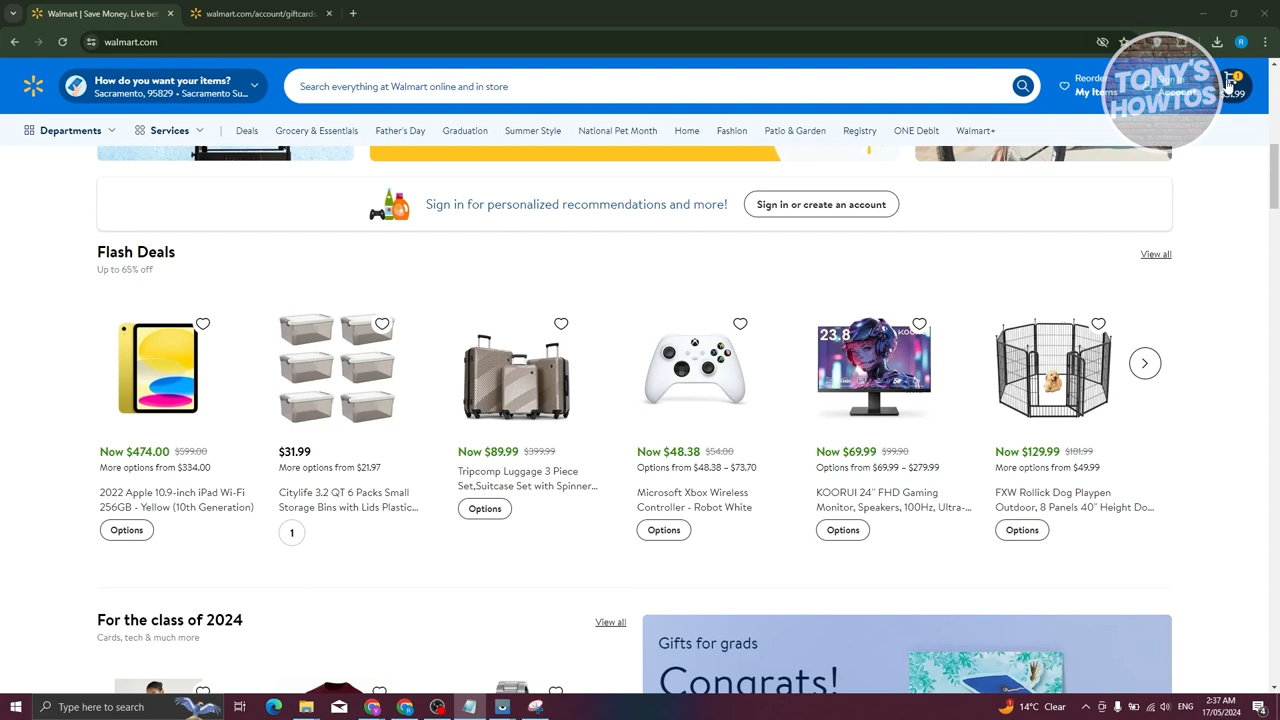 Walmart | Save Money. Live bet
walmart.com/account/giftcards
walmart.com
R
How do you want your items?
Sacramento, 95829 • Sacramento Su...
Search everything at Walmart online and in store
Reorder
My Items
Sign In
Account
1
TONY'S
HOWTOS
Departments
Services
Deals
Grocery & Essentials
Father's Day
Graduation
Summer Style
National Pet Month
Home
Fashion
Patio & Garden
Registry
ONE Debit
Walmart+
Sign in for personalized recommendations and more!
Sign in or create an account
Flash Deals
View all
Up to 65% off
23.8
KOORUI
Now $474.00 $599.00
More options from $334.00
2022 Apple 10.9-inch iPad Wi-Fi
256GB - Yellow (10th Generation)
Options
$31.99
More options from $21.97
Citylife 3.2 QT 6 Packs Small
Storage Bins with Lids Plastic...
1
Now $89.99 $399.99
Tripcomp Luggage 3 Piece
Set,Suitcase Set with Spinner...
Options
Now $48.38 $54.00
Options from $48.38 – $73.70
Microsoft Xbox Wireless
Controller - Robot White
Options
Now $69.99 $99.90
Options from $69.99 – $279.99
KOORUI 24" FHD Gaming
Monitor, Speakers, 100Hz, Ultra-...
Options
Now $129.99 $181.99
More options from $49.99
FXW Rollick Dog Playpen
Outdoor, 8 Panels 40" Height Do...
Options
For the class of 2024
View all
Cards, tech & much more
Gifts for grads
Congrats!
Type here to search
14°C Clear
2:37 AM
17/05/2024
4